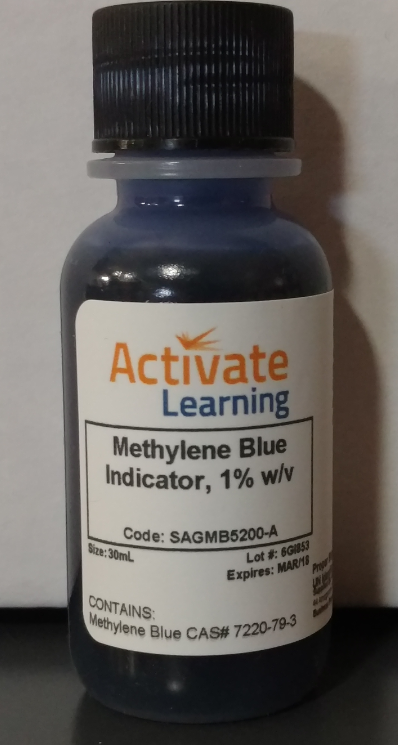 Activate
Learning
Methylene Blue
Indicator, 1% w/v
Code: SAGMB5200-A
Size:30mL
Lot #: 6GI853
Expires: MAR/18
CONTAINS:
Methylene Blue CAS# 7220-79-3